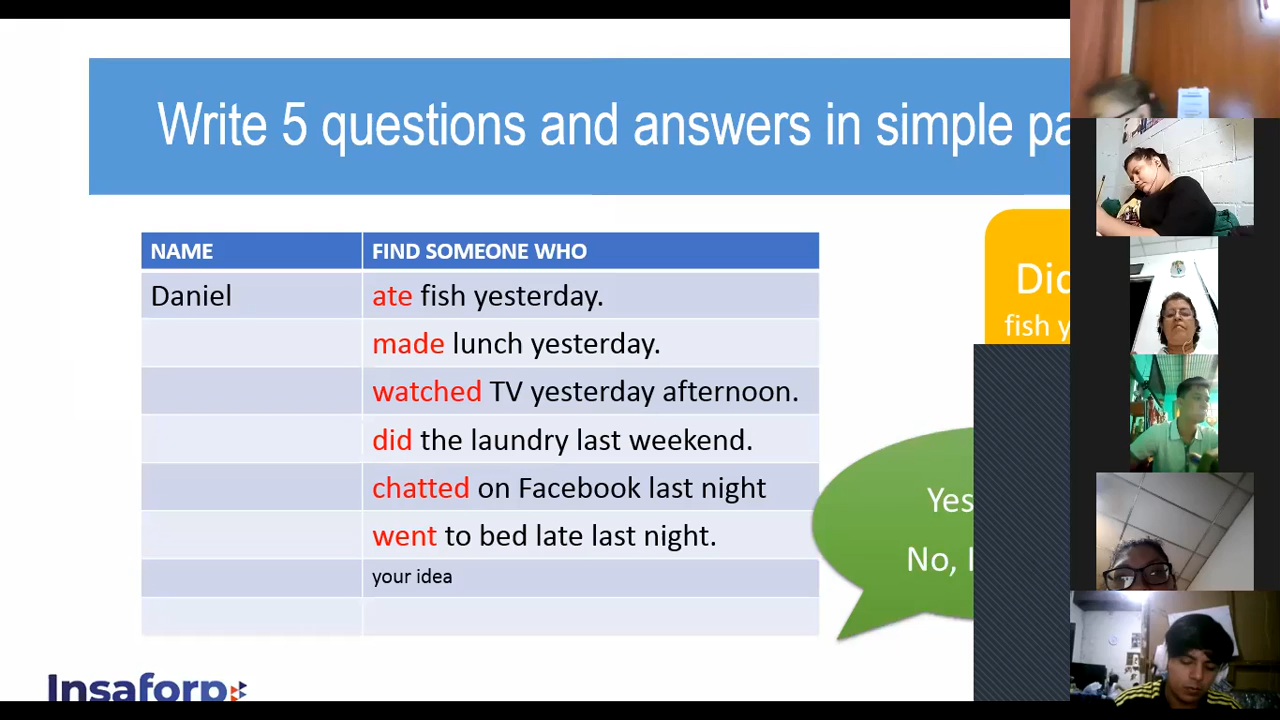 Write 5 questions and answers in simple pa
NAME FIND SOMEONE WHO
Daniel ate fish yesterday.
made lunch yesterday.
watched TV yesterday afternoon.
did the laundry last weekend.
chatted on Facebook last night
went to bed late last night.
your idea
Did
fish y
Yes
No, I
Insaforp